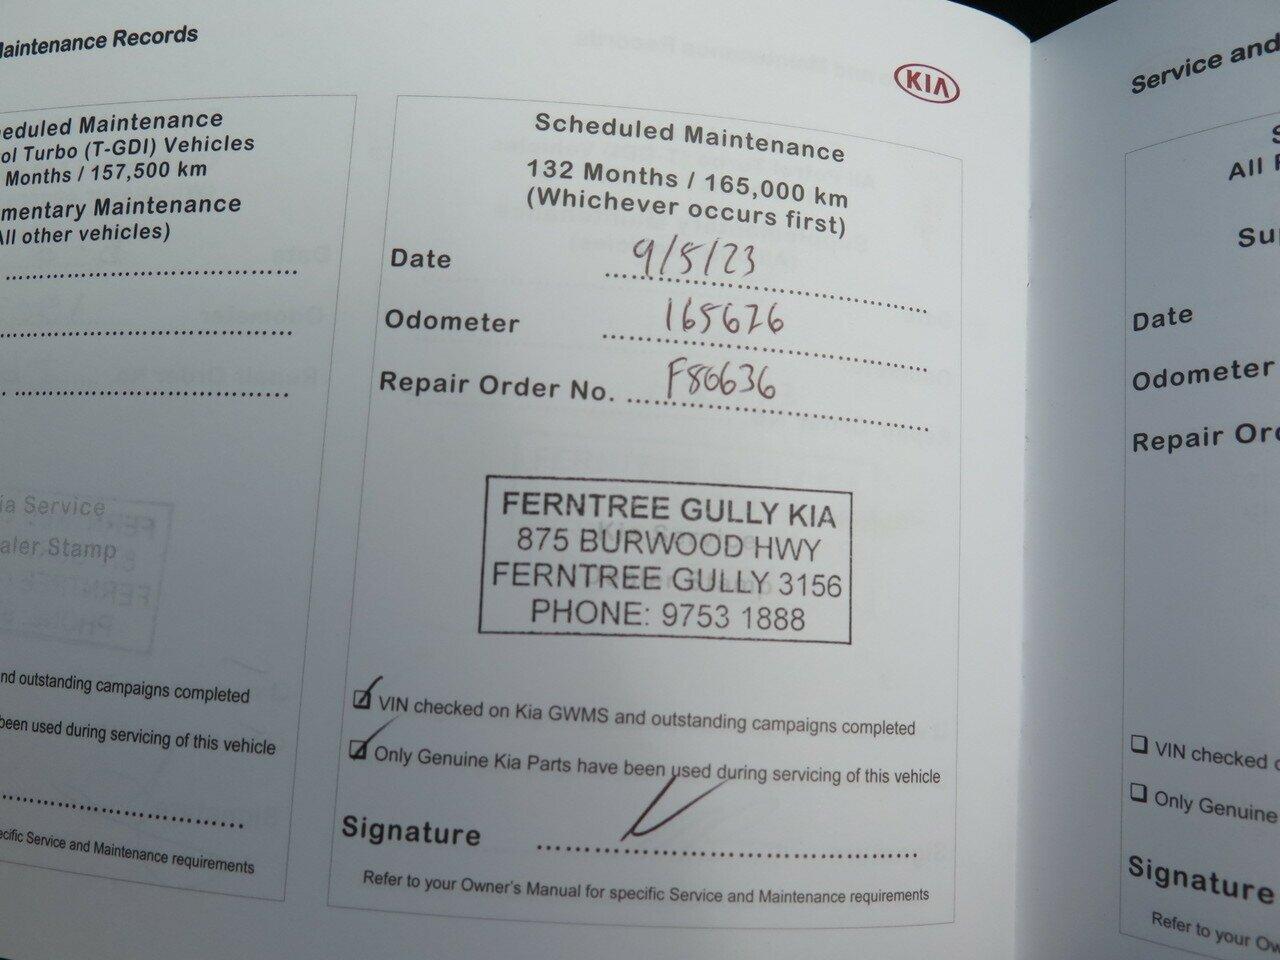 Maintenance Records
KIA
Service and
eduled Maintenance
ol Turbo (T-GDI) Vehicles
Months / 157,500 km
mentary Maintenance
All other vehicles)
ia Service
aler Stamp
nd outstanding campaigns completed
been used during servicing of this vehicle
ecific Service and Maintenance requirements
Scheduled Maintenance
132 Months / 165,000 km
(Whichever occurs first)
Date 9/5/23
Odometer 165626
Repair Order No. F80636
FERNTREE GULLY KIA
875 BURWOOD HWY
FERNTREE GULLY 3156
PHONE: 9753 1888
VIN checked on Kia GWMS and outstanding campaigns completed
Only Genuine Kia Parts have been used during servicing of this vehicle
Signature
Refer to your Owner's Manual for specific Service and Maintenance requirements
All
Su
Date
Odometer
Repair Or
VIN checked
Only Genuine
Signature
Refer to your Ow